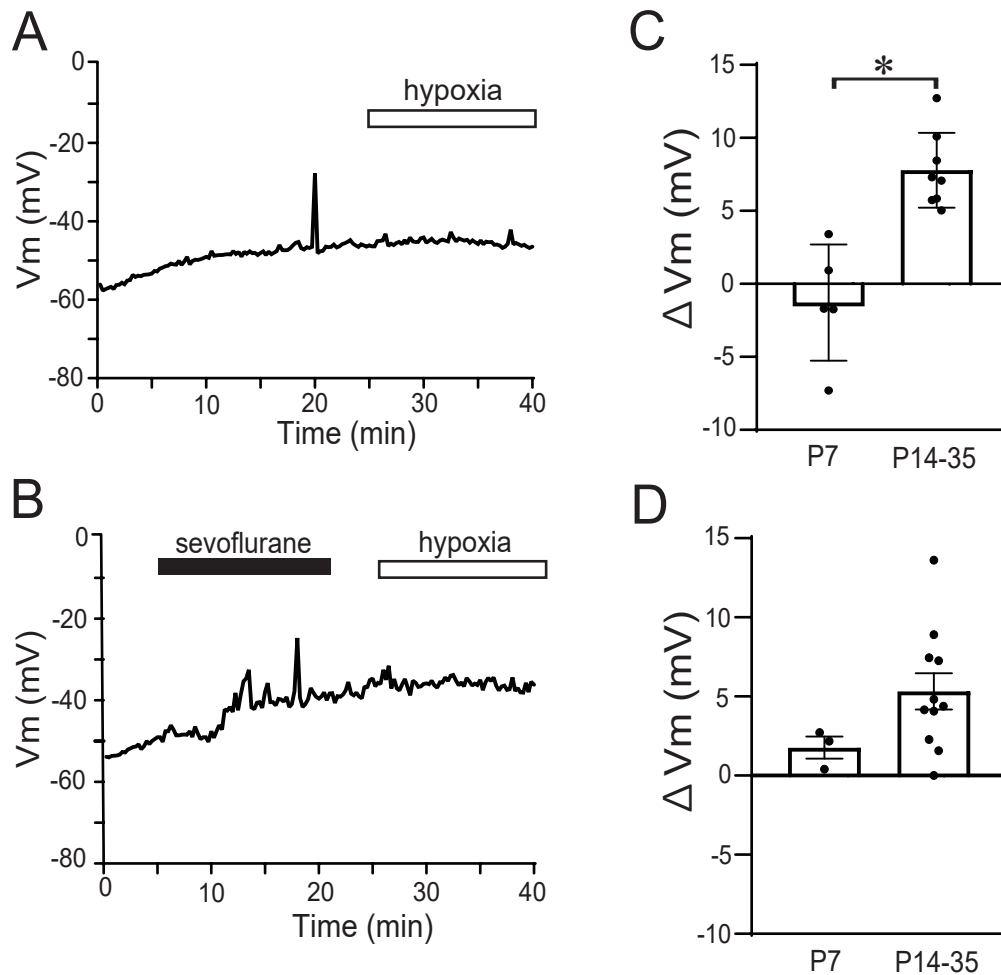 A
0
-20
-40
-60
-80
Vm (mV)
hypoxia
0
10
20
30
40
Time (min)
B
0
-20
-40
-60
-80
Vm (mV)
sevoflurane
hypoxia
0
10
20
30
40
Time (min)
C
15
10
5
0
-5
-10
Δ Vm (mV)
*
P7
P14-35
D
15
10
5
0
-5
-10
Δ Vm (mV)
P7
P14-35